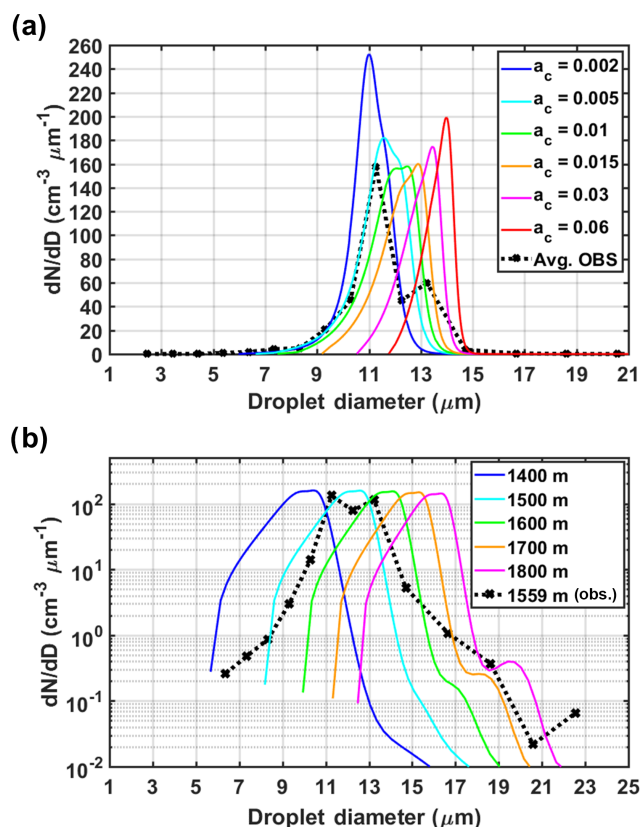 (a)
260
240
220
200
180
160
140
120
100
80
60
40
20
0
dN/dD (cm⁻³ μm⁻¹)
a_c = 0.002
a_c = 0.005
a_c = 0.01
a_c = 0.015
a_c = 0.03
a_c = 0.06
Avg. OBS
1 3 5 7 9 11 13 15 17 19 21
Droplet diameter (μm)
(b)
10²
10¹
10⁰
10⁻¹
10⁻²
dN/dD (cm⁻³ μm⁻¹)
1400 m
1500 m
1600 m
1700 m
1800 m
1559 m (obs.)
1 3 5 7 9 11 13 15 17 19 21 23 25
Droplet diameter (μm)